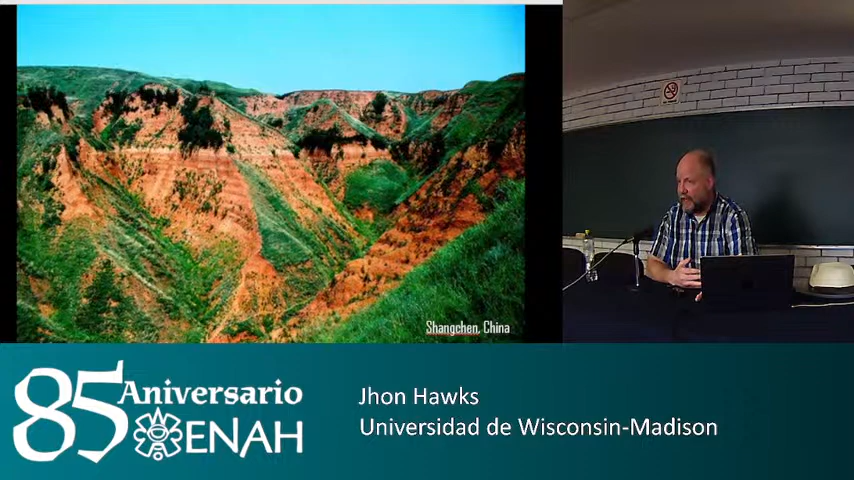 Shangchen, China
85 Aniversario
ENAH
Jhon Hawks
Universidad de Wisconsin-Madison